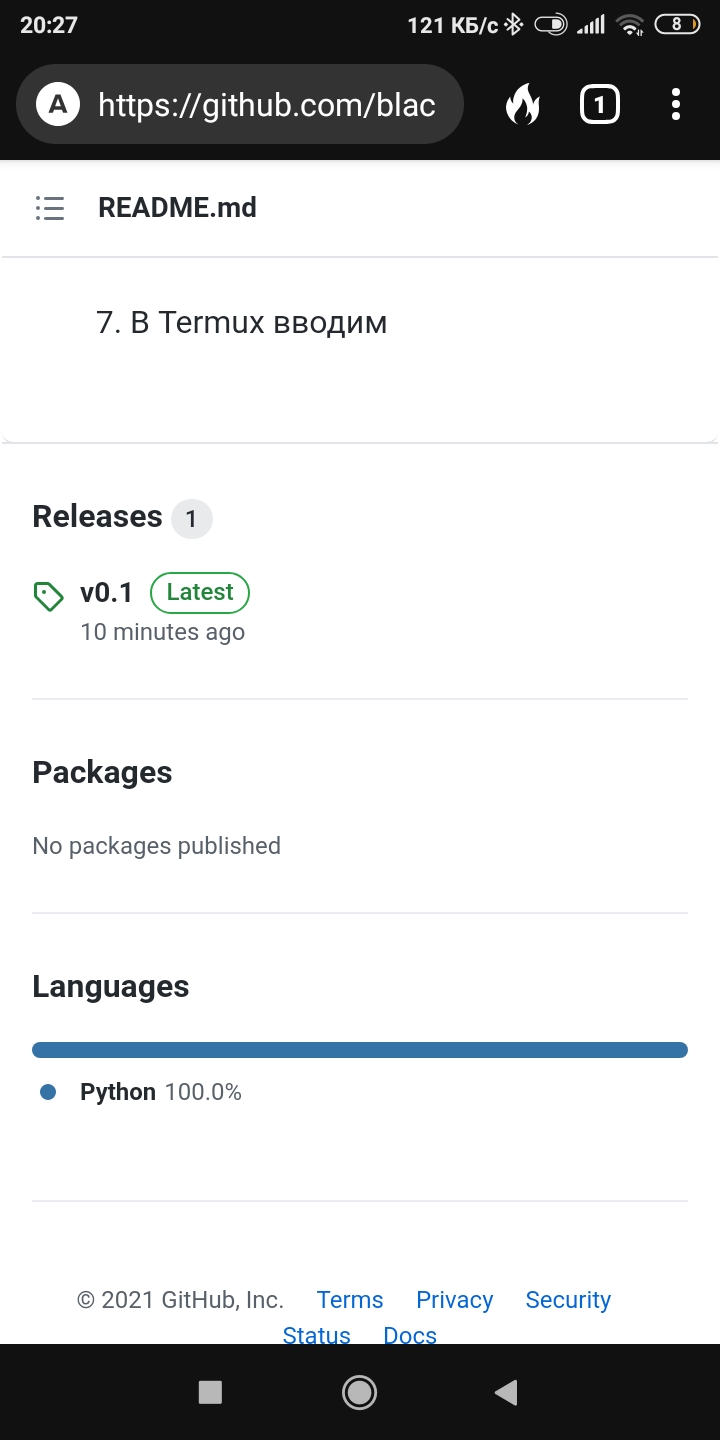 20:27 121 КБ/с 8
A https://github.com/blac 1
README.md
7. В Termux вводим
Releases 1
v0.1 Latest
10 minutes ago
Packages
No packages published
Languages
Python 100.0%
© 2021 GitHub, Inc. Terms Privacy Security
Status Docs